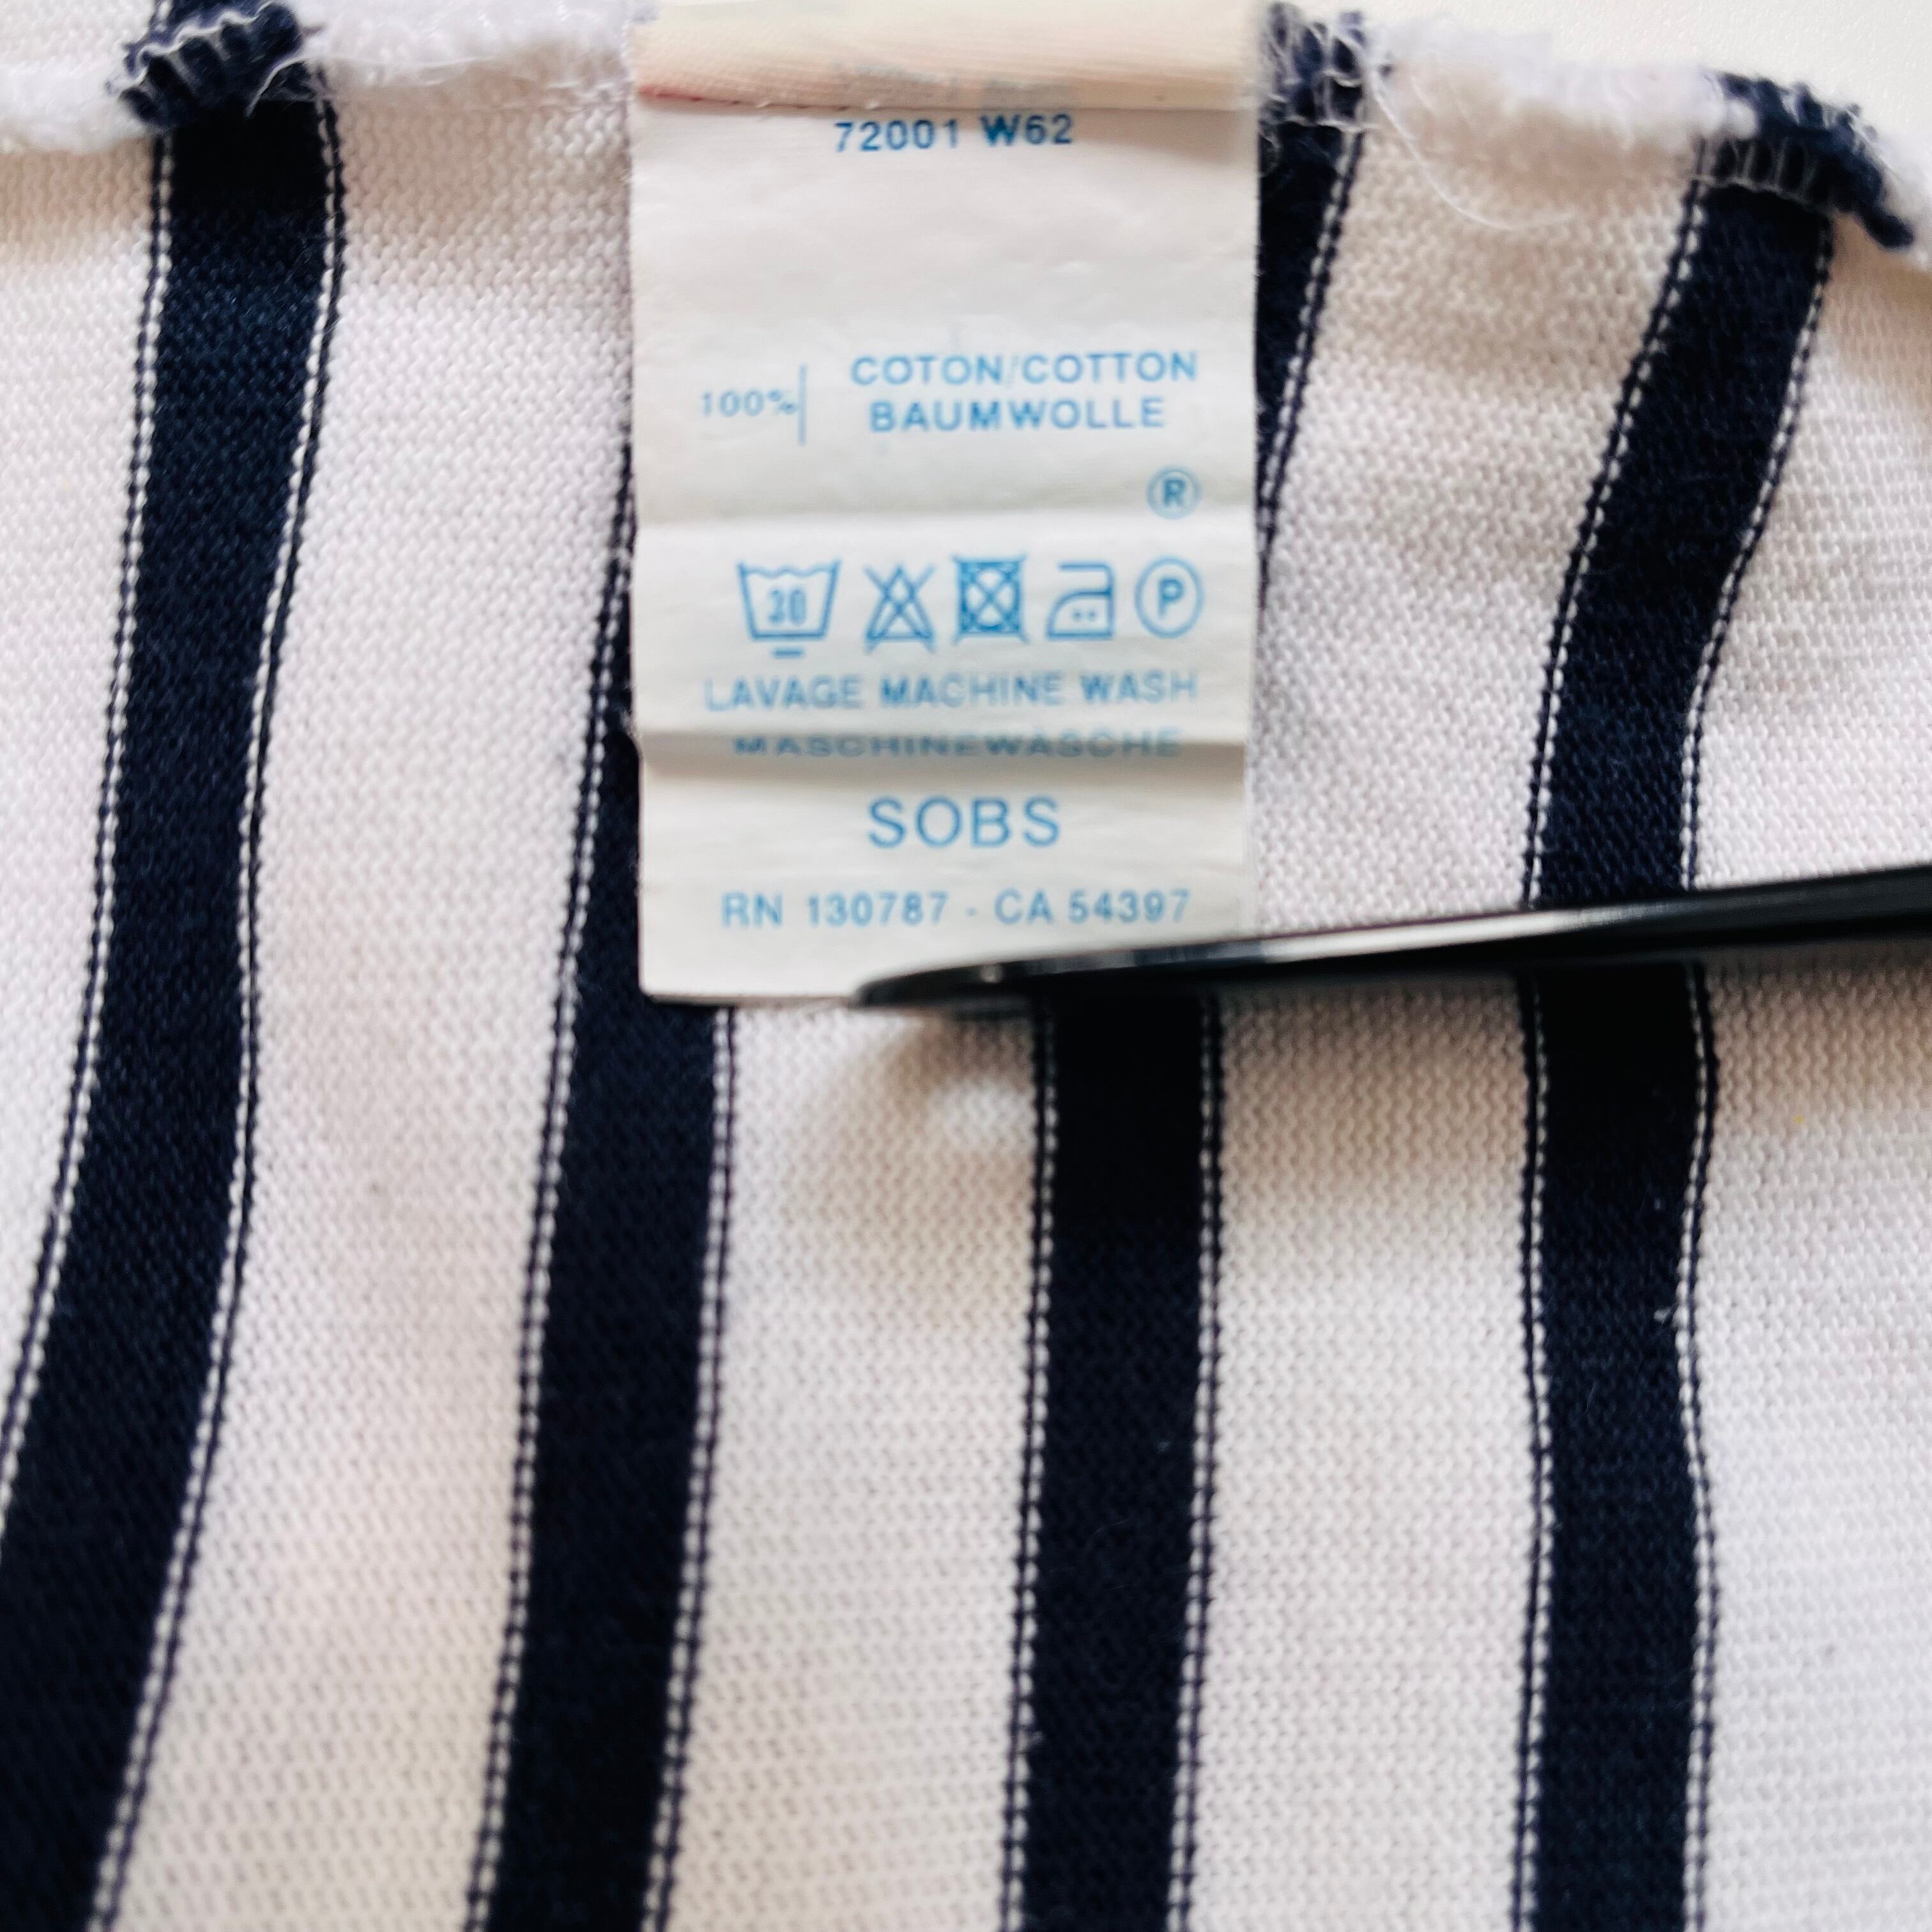 72001 W62
100% COTON/COTTON
BAUMWOLLE
®
30 P
LAVAGE MACHINE WASH
MASCHINEWASCHE
SOBS
RN 130787 - CA 54397